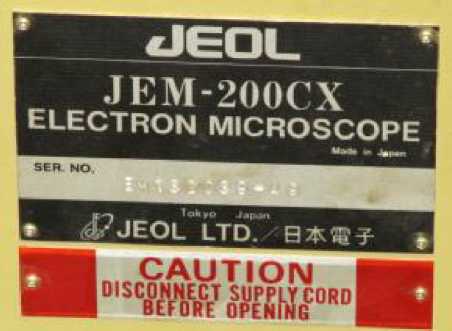 JEOL
JEM-200CX
ELECTRON MICROSCOPE
Made in Japan
SER. NO.
Tokyo Japan
JEOL LTD./日本電子
CAUTION
DISCONNECT SUPPLY CORD
BEFORE OPENING